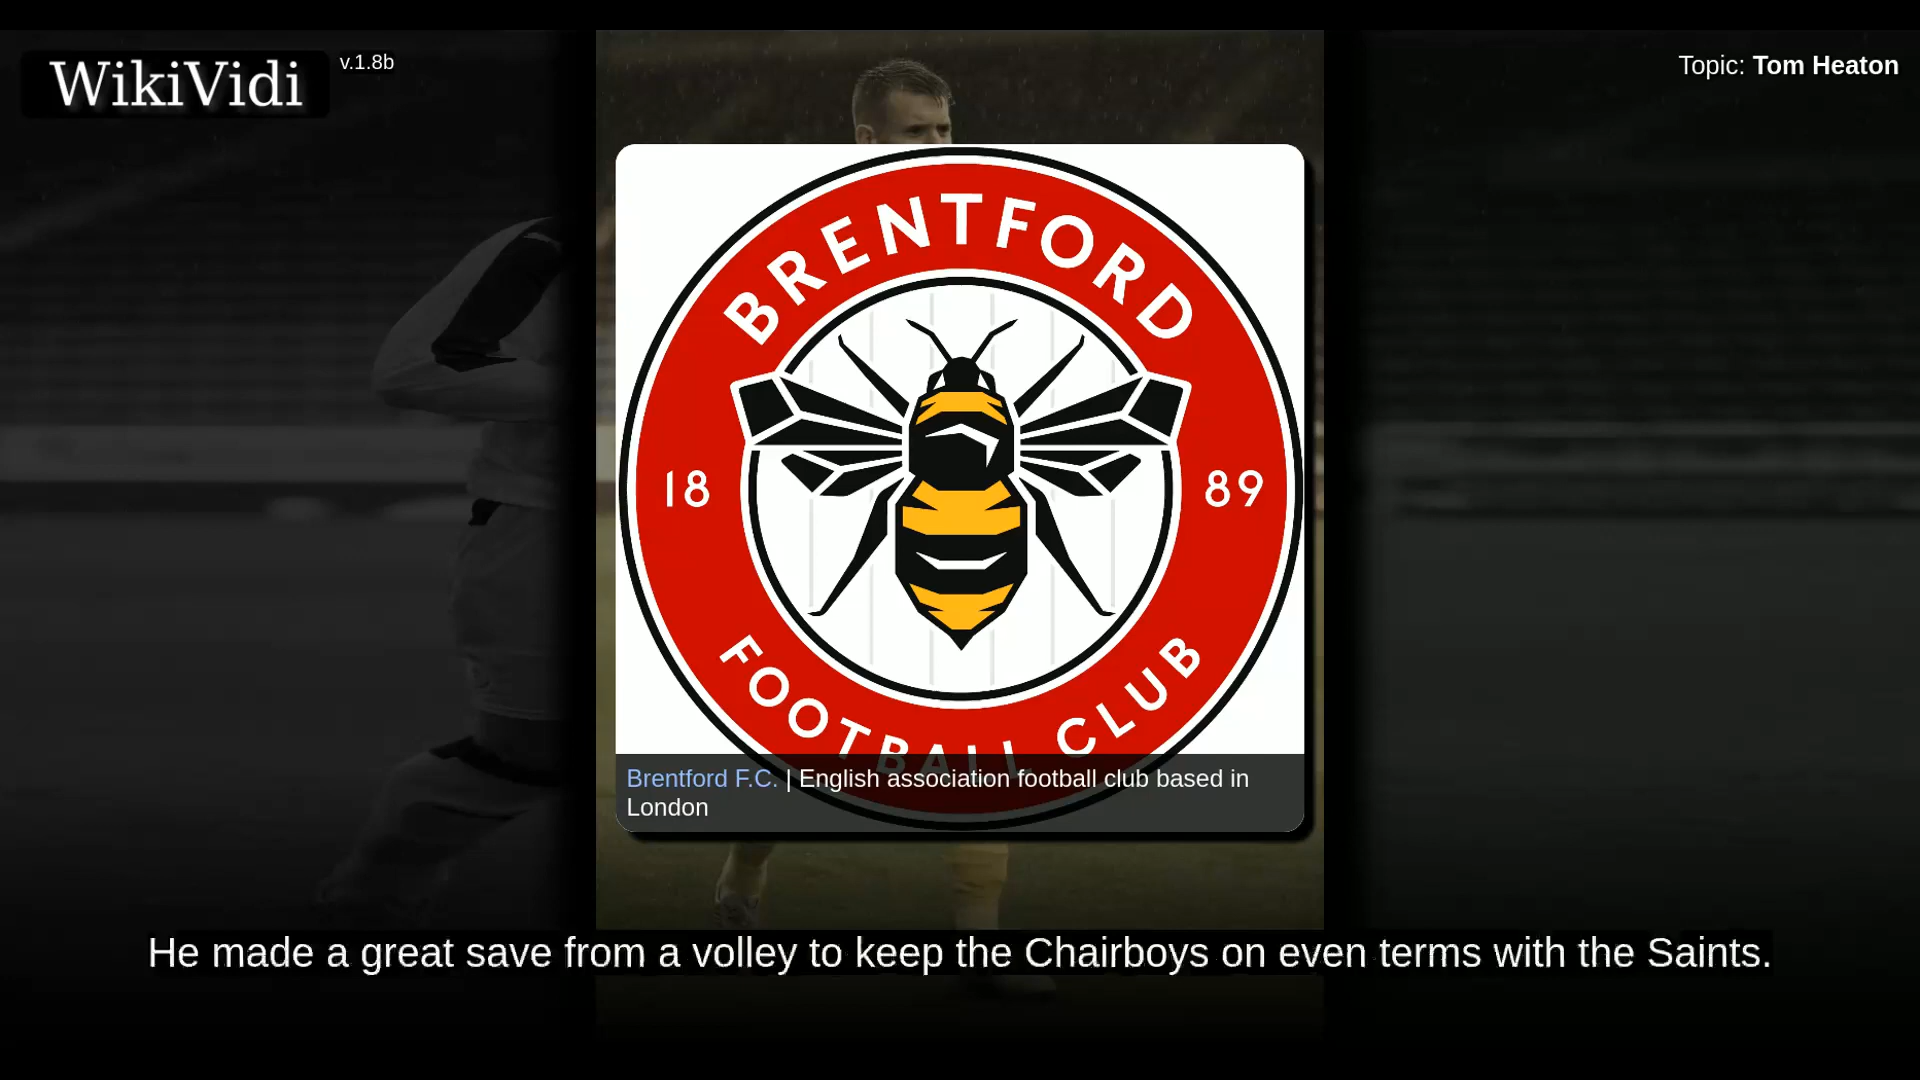 WikiVidi
v.1.8b
Topic: Tom Heaton
BRENTFORD
18
89
FOOTBALL CLUB
Brentford F.C. | English association football club based in
London
He made a great save from a volley to keep the Chairboys on even terms with the Saints.